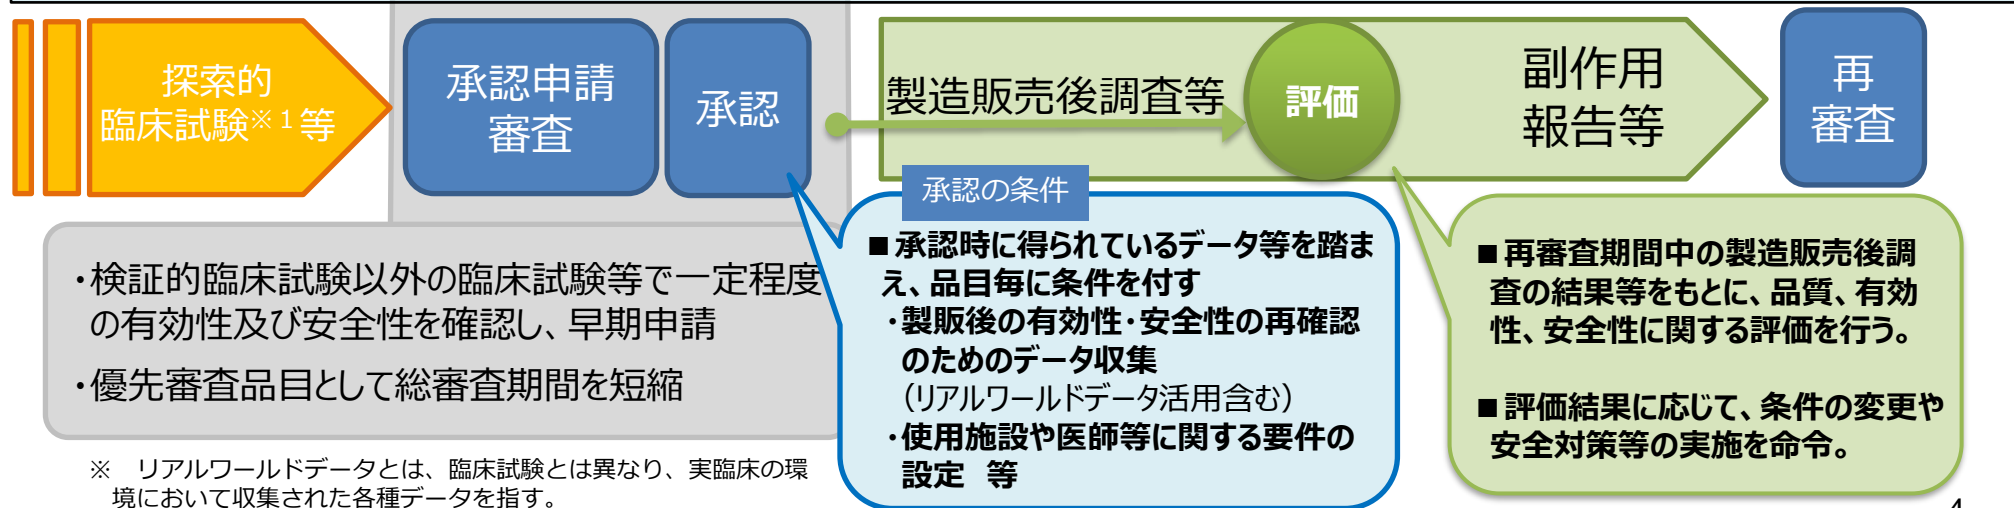 探索的
臨床試験※１等
承認申請
審査
承認
製造販売後調査等
評価
副作用
報告等
再
審査
・検証的臨床試験以外の臨床試験等で一定程度
の有効性及び安全性を確認し、早期申請
・優先審査品目として総審査期間を短縮
※　リアルワールドデータとは、臨床試験とは異なり、実臨床の環
境において収集された各種データを指す。
承認の条件
■承認時に得られているデータ等を踏ま
え、品目毎に条件を付す
・製販後の有効性・安全性の再確認
のためのデータ収集
（リアルワールドデータ活用含む）
・使用施設や医師等に関する要件の
設定　等
■再審査期間中の製造販売後調
査の結果等をもとに、品質、有効
性、安全性に関する評価を行う。
■評価結果に応じて、条件の変更や
安全対策等の実施を命令。
4